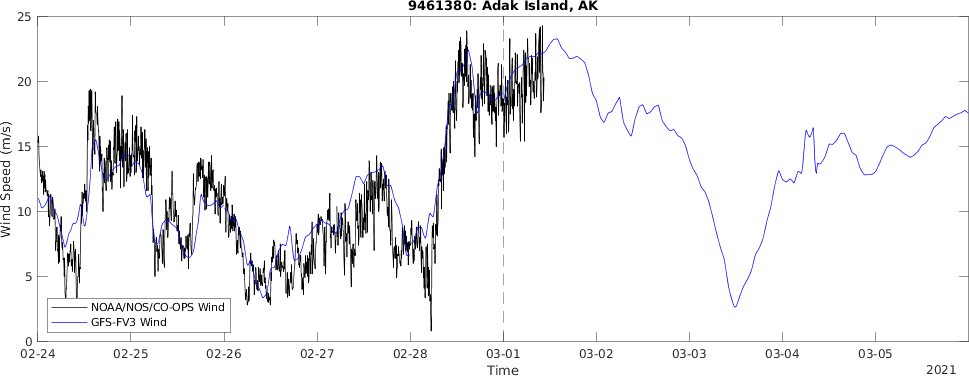 9461380: Adak Island, AK
Wind Speed (m/s)
25
20
15
10
5
0
NOAA/NOS/CO-OPS Wind
GFS-FV3 Wind
02-24 02-25 02-26 02-27 02-28 03-01 03-02 03-03 03-04 03-05
Time
2021